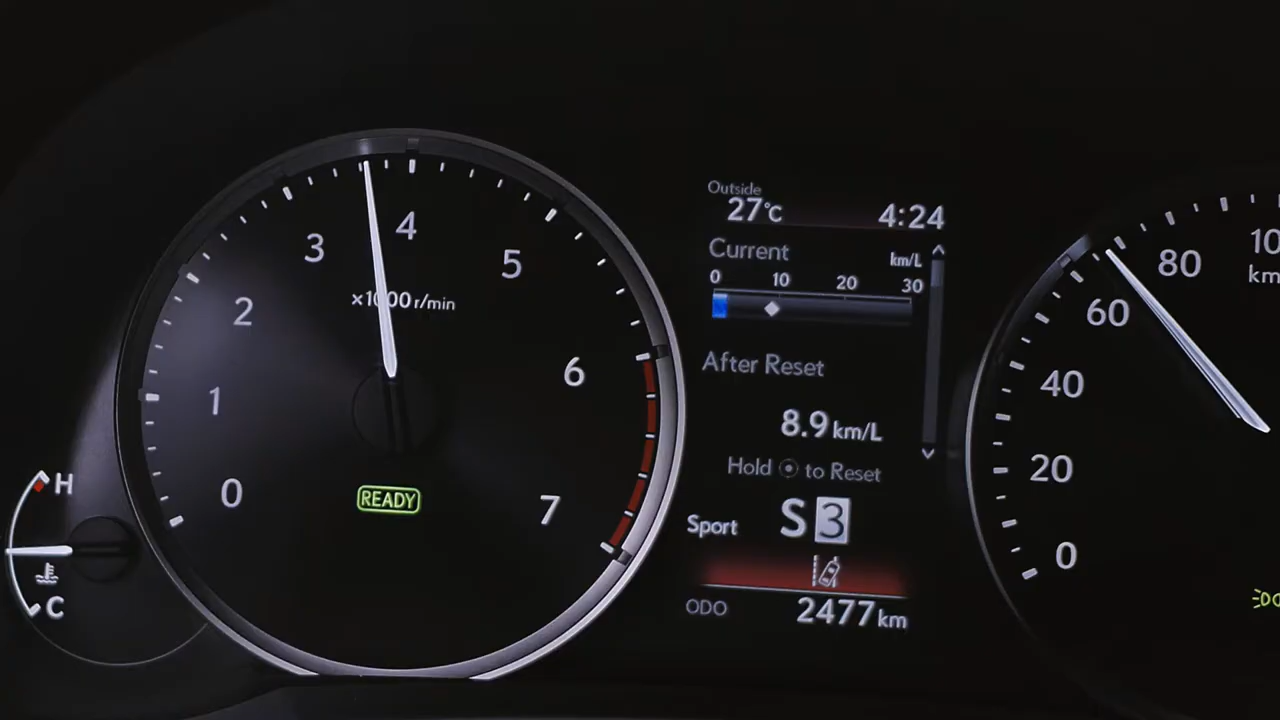 0
1
2
3
4
5
6
7
x1000 r/min
READY
H
C
Outside
27°C
4:24
Current
km/L
0 10 20 30
After Reset
8.9 km/L
Hold to Reset
Sport
S 3
ODO
2477 km
0
20
40
60
80